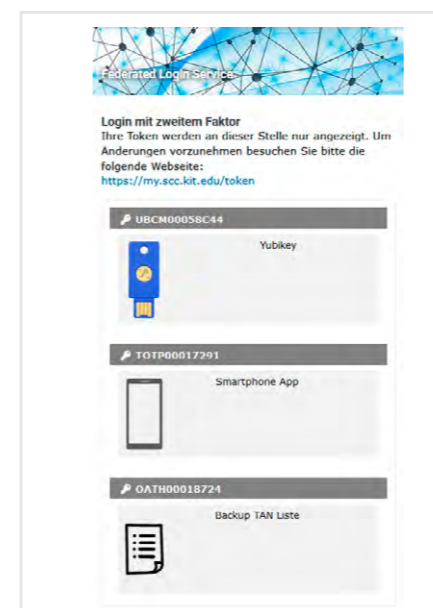 Federated Login Service
Login mit zweitem Faktor
Ihre Token werden an dieser Stelle nur angezeigt. Um
Änderungen vorzunehmen besuchen Sie bitte die
folgende Webseite:
https://my.scc.kit.edu/token
UBCM00058C44
Yubikey
TOTP00017291
Smartphone App
OATH00018724
Backup TAN Liste